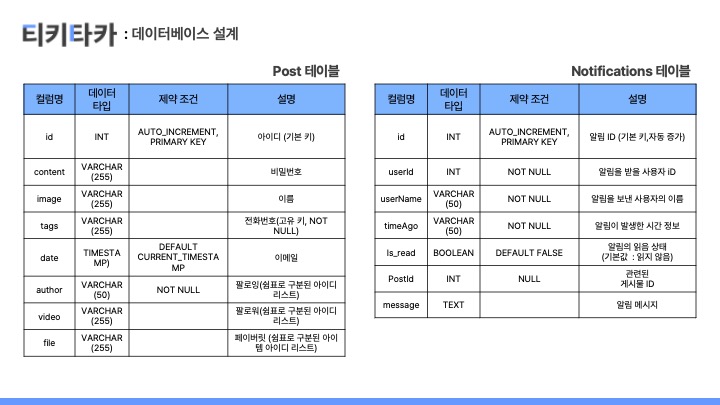 티키타카 : 데이터베이스 설계
Post 테이블
컬럼명 데이터 타입 제약 조건 설명
id INT AUTO_INCREMENT, PRIMARY KEY 아이디 (기본 키)
content VARCHAR (255) 비밀번호
image VARCHAR (255) 이름
tags VARCHAR (255) 전화번호(고유 키, NOT NULL)
date TIMESTAMP) DEFAULT CURRENT_TIMESTAMP 이메일
author VARCHAR (50) NOT NULL 팔로잉(쉼표로 구분된 아이디 리스트)
video VARCHAR (255) 팔로워(쉼표로 구분된 아이디 리스트)
file VARCHAR (255) 페이버릿 (쉼표로 구분된 아이템 아이디 리스트)
Notifications 테이블
컬럼명 데이터 타입 제약 조건 설명
id INT AUTO_INCREMENT, PRIMARY KEY 알림 ID (기본 키,자동 증가)
userId INT NOT NULL 알림을 받을 사용자 iD
userName VARCHAR (50) NOT NULL 알림을 보낸 사용자의 이름
timeAgo VARCHAR (50) NOT NULL 알림이 발생한 시간 정보
Is_read BOOLEAN DEFAULT FALSE 알림의 읽음 상태 (기본값 : 읽지 않음)
PostId INT NULL 관련된 게시물 ID
message TEXT 알림 메시지